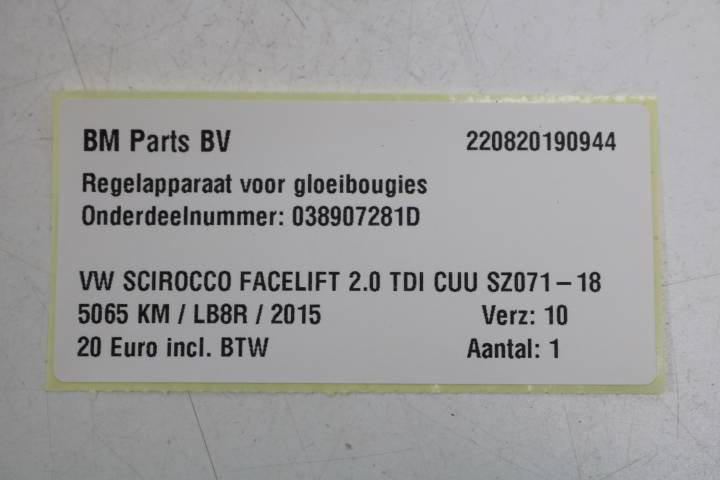 BM Parts BV 220820190944
Regelapparaat voor gloeibougies
Onderdeelnummer: 038907281D
VW SCIROCCO FACELIFT 2.0 TDI CUU SZ071-18
5065 KM / LB8R / 2015 Verz: 10
20 Euro incl. BTW Aantal: 1